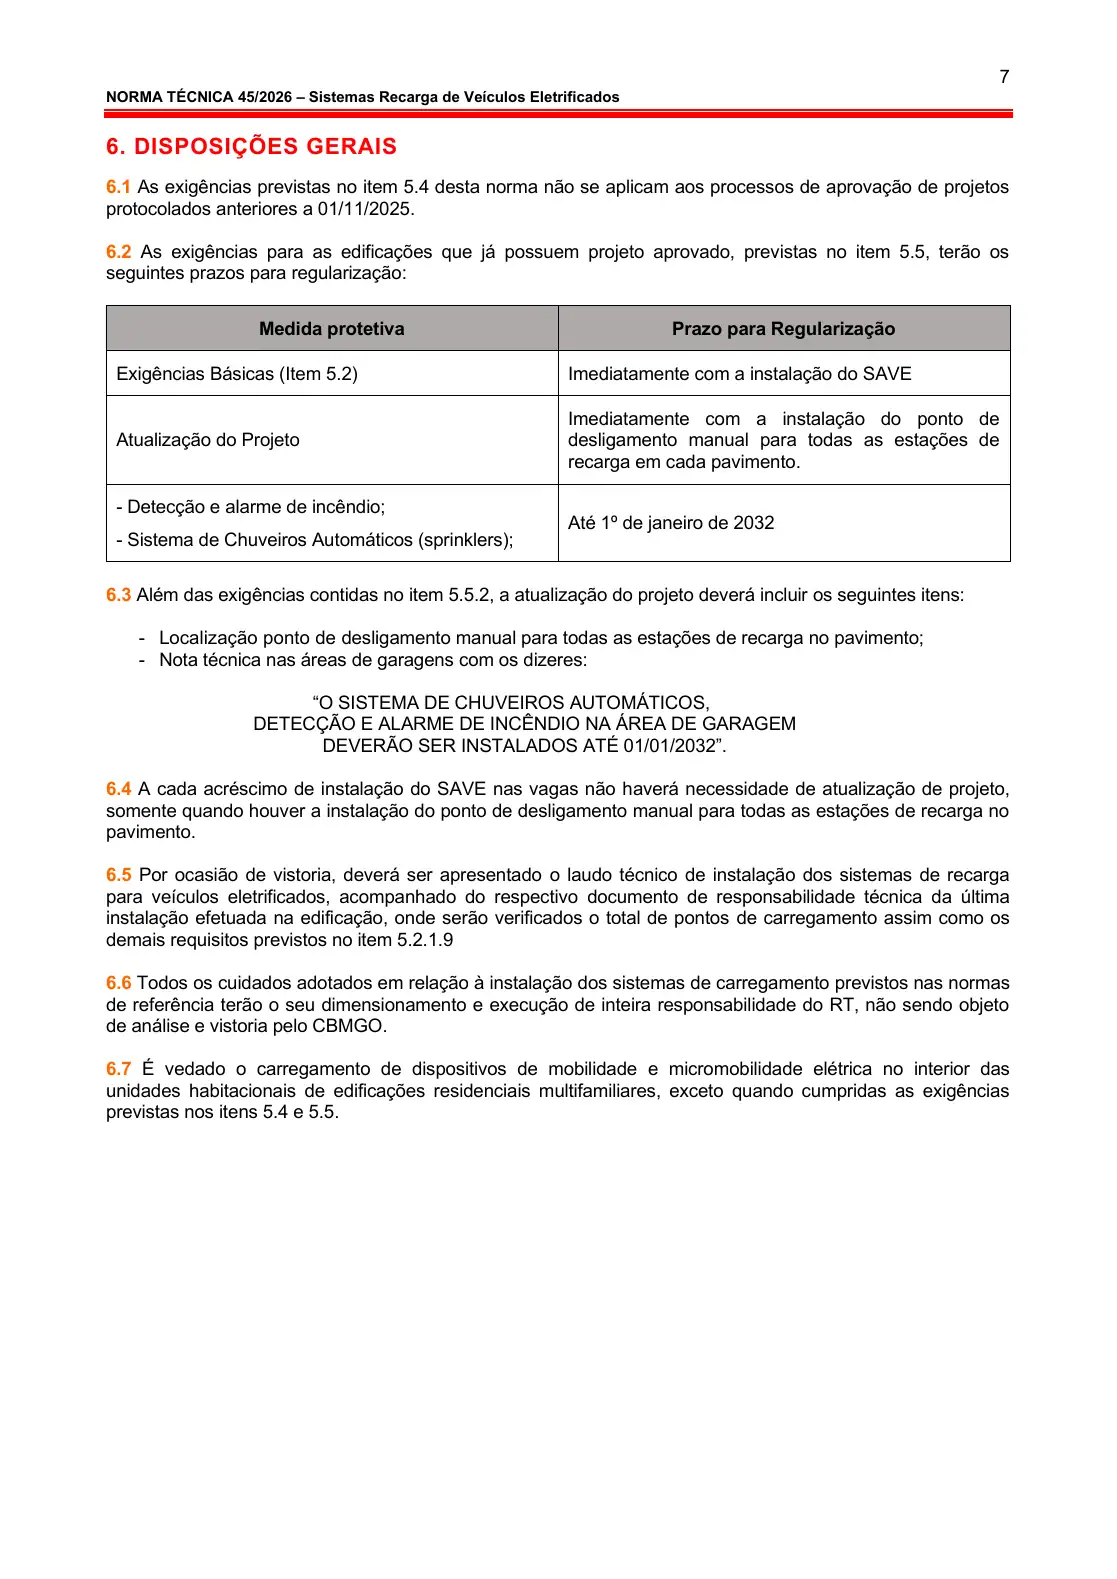 7
NORMA TÉCNICA 45/2026 – Sistemas Recarga de Veículos Eletrificados
6. DISPOSIÇÕES GERAIS
6.1 As exigências previstas no item 5.4 desta norma não se aplicam aos processos de aprovação de projetos
protocolados anteriores a 01/11/2025.
6.2 As exigências para as edificações que já possuem projeto aprovado, previstas no item 5.5, terão os
seguintes prazos para regularização:
Medida protetiva
Prazo para Regularização
Exigências Básicas (Item 5.2)
Imediatamente com a instalação do SAVE
Atualização do Projeto
Imediatamente com a instalação do ponto de
desligamento manual para todas as estações de
recarga em cada pavimento.
- Detecção e alarme de incêndio;
- Sistema de Chuveiros Automáticos (sprinklers);
Até 1º de janeiro de 2032
6.3 Além das exigências contidas no item 5.5.2, a atualização do projeto deverá incluir os seguintes itens:
- Localização ponto de desligamento manual para todas as estações de recarga no pavimento;
- Nota técnica nas áreas de garagens com os dizeres:
“O SISTEMA DE CHUVEIROS AUTOMÁTICOS,
DETECÇÃO E ALARME DE INCÊNDIO NA ÁREA DE GARAGEM
DEVERÃO SER INSTALADOS ATÉ 01/01/2032”.
6.4 A cada acréscimo de instalação do SAVE nas vagas não haverá necessidade de atualização de projeto,
somente quando houver a instalação do ponto de desligamento manual para todas as estações de recarga no
pavimento.
6.5 Por ocasião de vistoria, deverá ser apresentado o laudo técnico de instalação dos sistemas de recarga
para veículos eletrificados, acompanhado do respectivo documento de responsabilidade técnica da última
instalação efetuada na edificação, onde serão verificados o total de pontos de carregamento assim como os
demais requisitos previstos no item 5.2.1.9
6.6 Todos os cuidados adotados em relação à instalação dos sistemas de carregamento previstos nas normas
de referência terão o seu dimensionamento e execução de inteira responsabilidade do RT, não sendo objeto
de análise e vistoria pelo CBMGO.
6.7 É vedado o carregamento de dispositivos de mobilidade e micromobilidade elétrica no interior das
unidades habitacionais de edificações residenciais multifamiliares, exceto quando cumpridas as exigências
previstas nos itens 5.4 e 5.5.